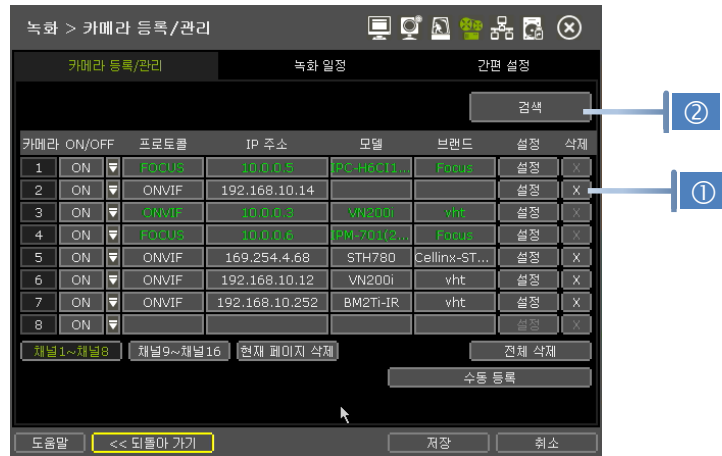 녹화 > 카메라 등록/관리
카메라 등록/관리 녹화 일정 간편 설정
검색
②
카메라 ON/OFF 프로토콜 IP 주소 모델 브랜드 설정 삭제
1 ON FOCUS 10.0.0.5 (PC-H6CI1... Focus 설정 X
2 ON ONVIF 192.168.10.14 설정 X
①
3 ON ONVIF 10.0.0.3 VN200i vht 설정 X
4 ON FOCUS 10.0.0.6 (PM-701(2... Focus 설정 X
5 ON ONVIF 169.254.4.68 STH780 Cellinx-ST... 설정 X
6 ON ONVIF 192.168.10.12 VN200i vht 설정 X
7 ON ONVIF 192.168.10.252 BM2Ti-IR vht 설정 X
8 ON 설정 X
채널1~채널8 채널9~채널16 현재 페이지 삭제 전체 삭제
수동 등록
도움말 << 되돌아 가기 저장 취소